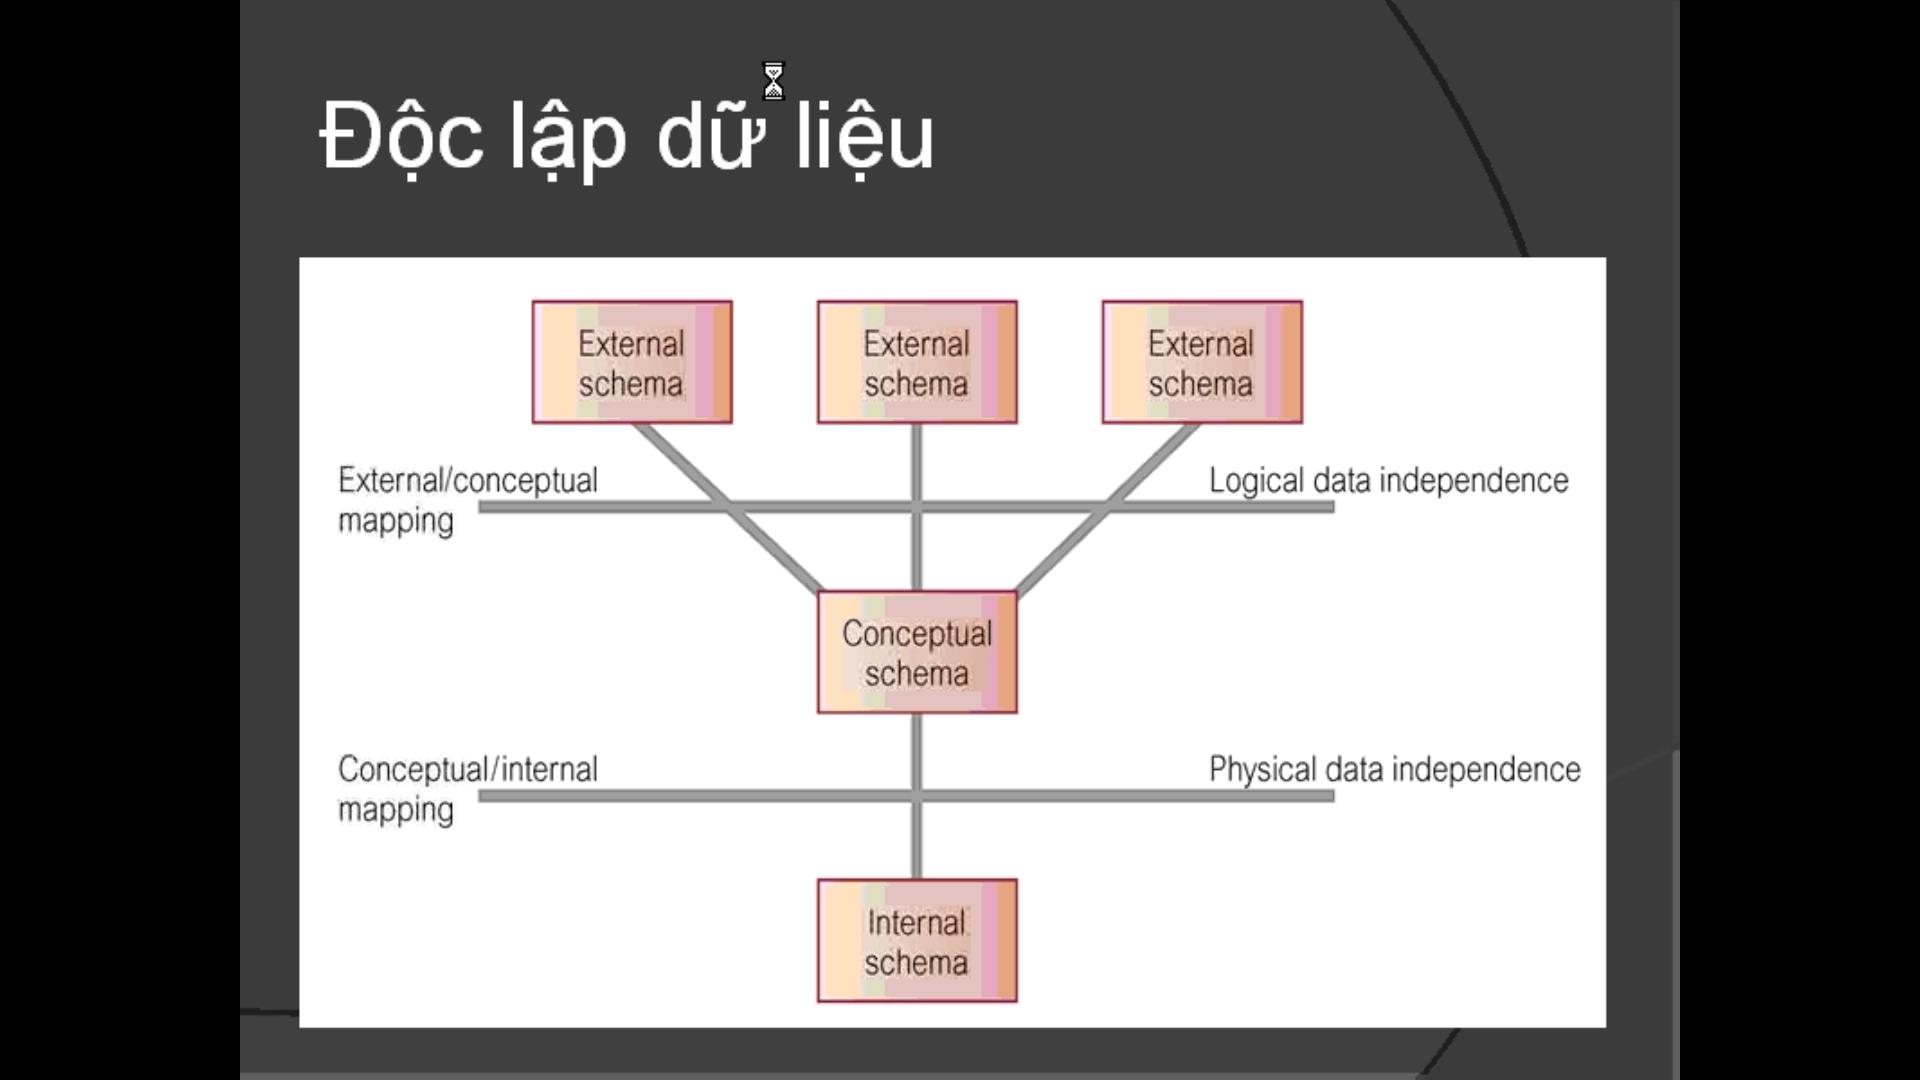 Độc lập dữ liệu
External
schema
External
schema
External
schema
External/conceptual
mapping
Logical data independence
Conceptual
schema
Conceptual/internal
mapping
Physical data independence
Internal
schema